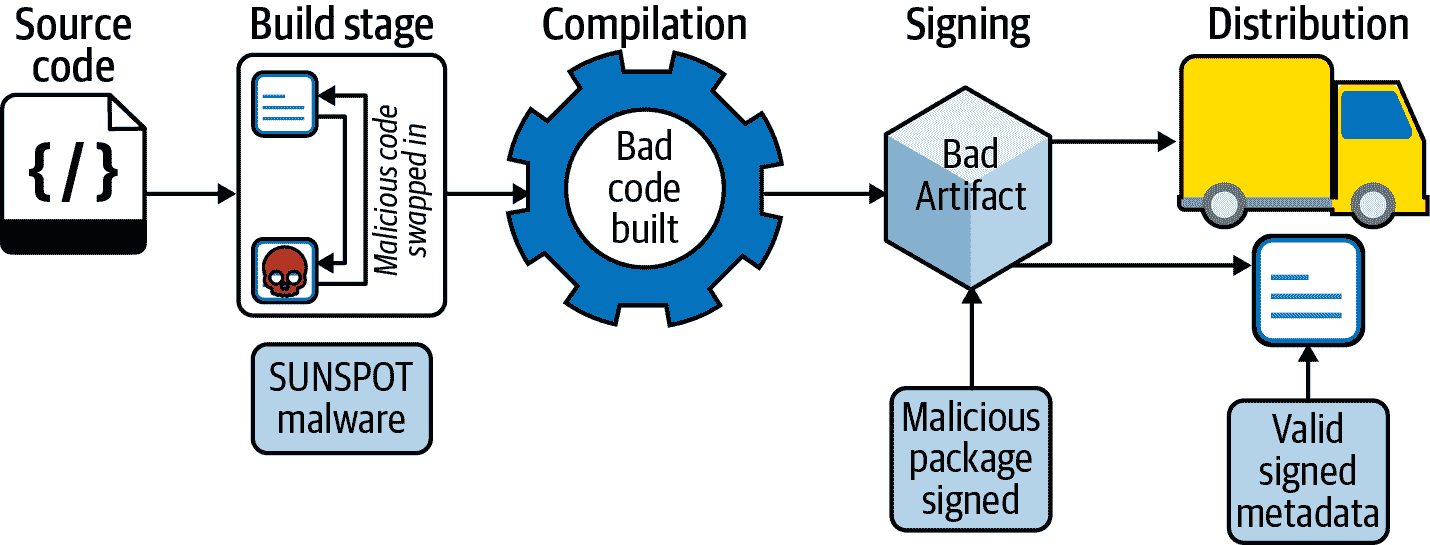 Source
code
Build stage
Compilation
Signing
Distribution
{/}
Malicious code
swapped in
Bad
code
built
Bad
Artifact
SUNSPOT
malware
Malicious
package
signed
Valid
signed
metadata